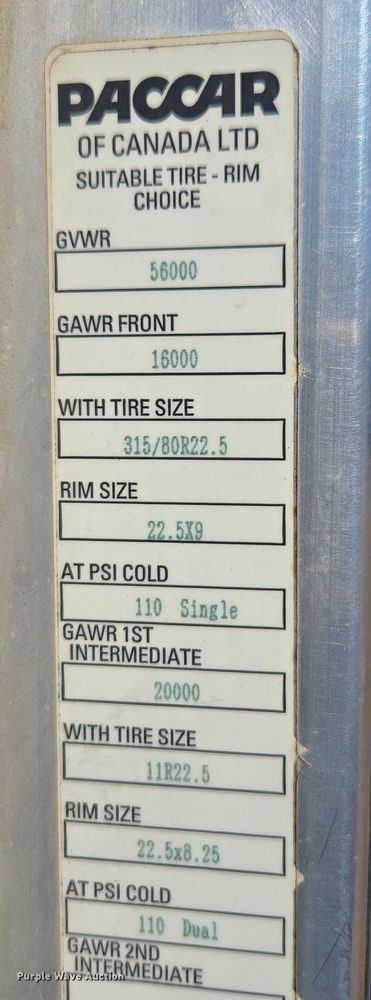 PACCAR
OF CANADA LTD
SUITABLE TIRE - RIM
CHOICE
GVWR
56000
GAWR FRONT
16000
WITH TIRE SIZE
315/80R22.5
RIM SIZE
22.5X9
AT PSI COLD
110 Single
GAWR 1ST
INTERMEDIATE
20000
WITH TIRE SIZE
11R22.5
RIM SIZE
22.5x8.25
AT PSI COLD
110 Dual
GAWR 2ND
INTERMEDIATE
Purple Wave Auction